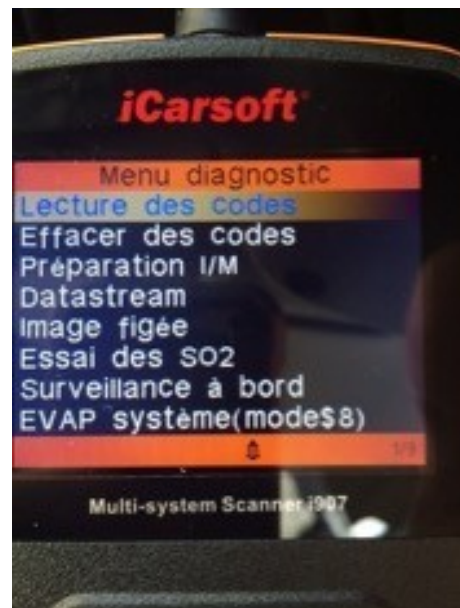 iCarsoft
Menu diagnostic
Lecture des codes
Effacer des codes
Préparation I/M
Datastream
Image figée
Essai des SO2
Surveillance à bord
EVAP système(mode$8)
1/9
Multi-system Scanner i907